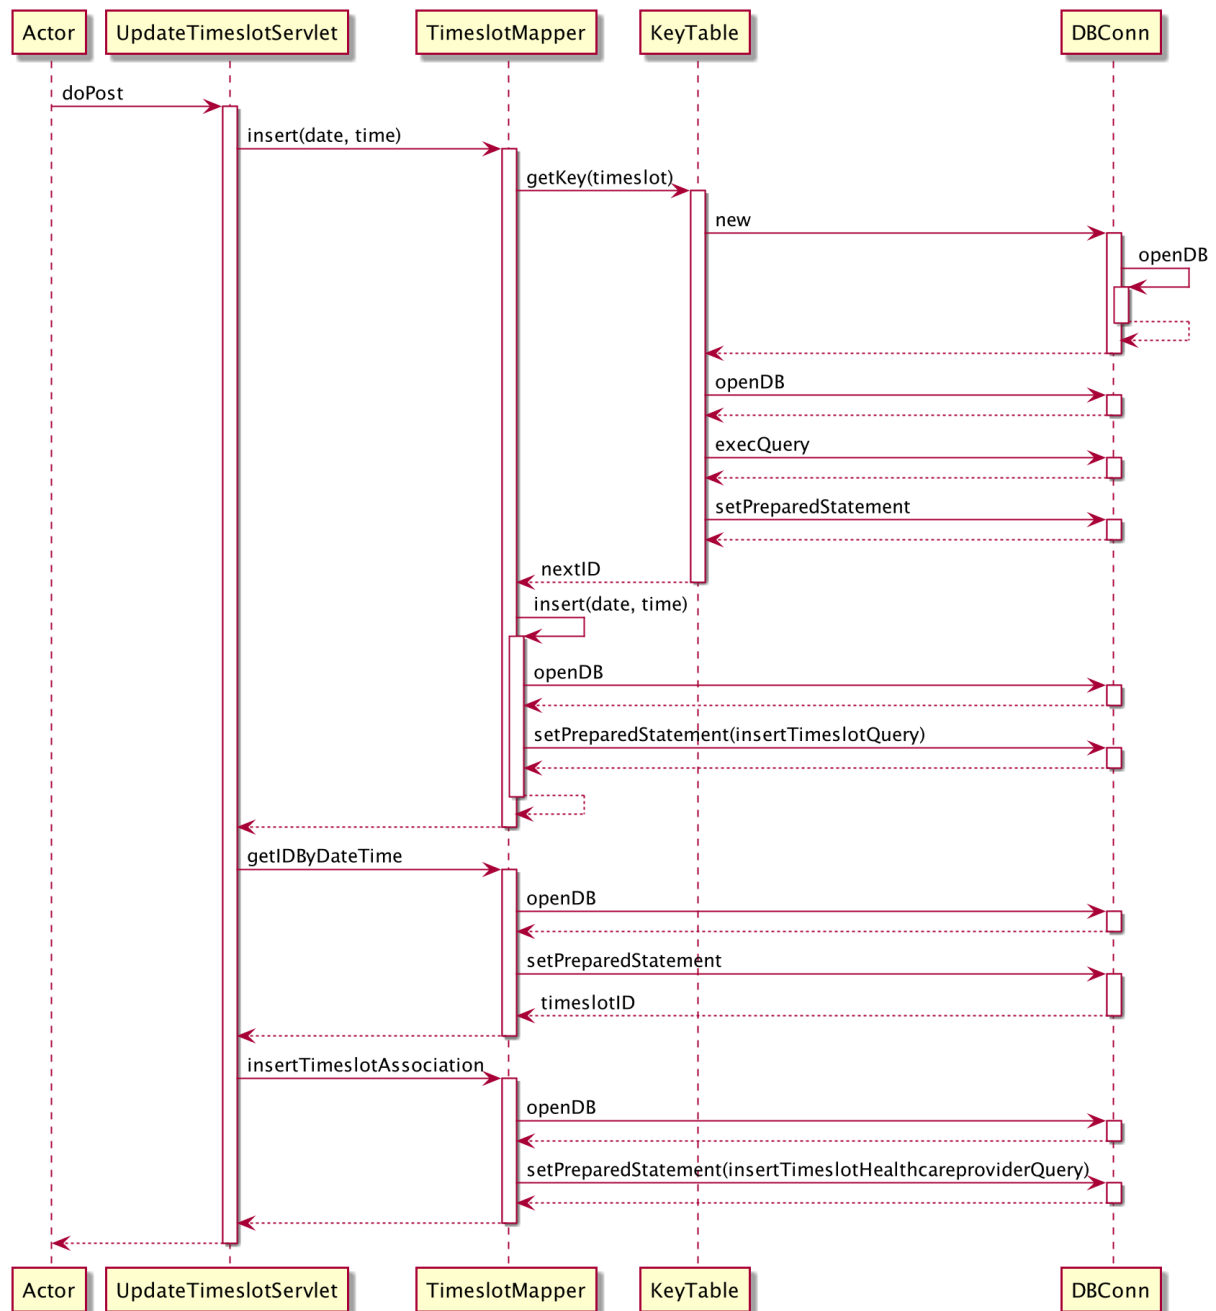 Actor UpdateTimeslotServlet TimeslotMapper KeyTable DBConn
doPost
insert(date, time)
getKey(timeslot)
new
openDB
openDB
execQuery
setPreparedStatement
nextID
insert(date, time)
openDB
setPreparedStatement(insertTimeslotQuery)
getIDByDateTime
openDB
setPreparedStatement
timeslotID
insertTimeslotAssociation
openDB
setPreparedStatement(insertTimeslotHealthcareproviderQuery)
Actor UpdateTimeslotServlet TimeslotMapper KeyTable DBConn